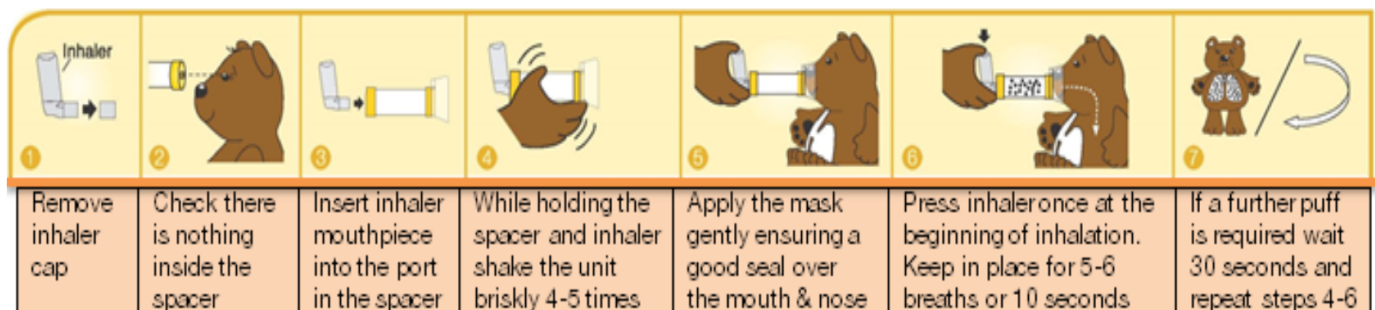 Inhaler
1
2
3
4
5
6
7
Remove
inhaler
cap
Check there
is nothing
inside the
spacer
Insert inhaler
mouthpiece
into the port
in the spacer
While holding the
spacer and inhaler
shake the unit
briskly 4-5 times
Apply the mask
gently ensuring a
good seal over
the mouth & nose
Press inhaler once at the
beginning of inhalation.
Keep in place for 5-6
breaths or 10 seconds
If a further puff
is required wait
30 seconds and
repeat steps 4-6